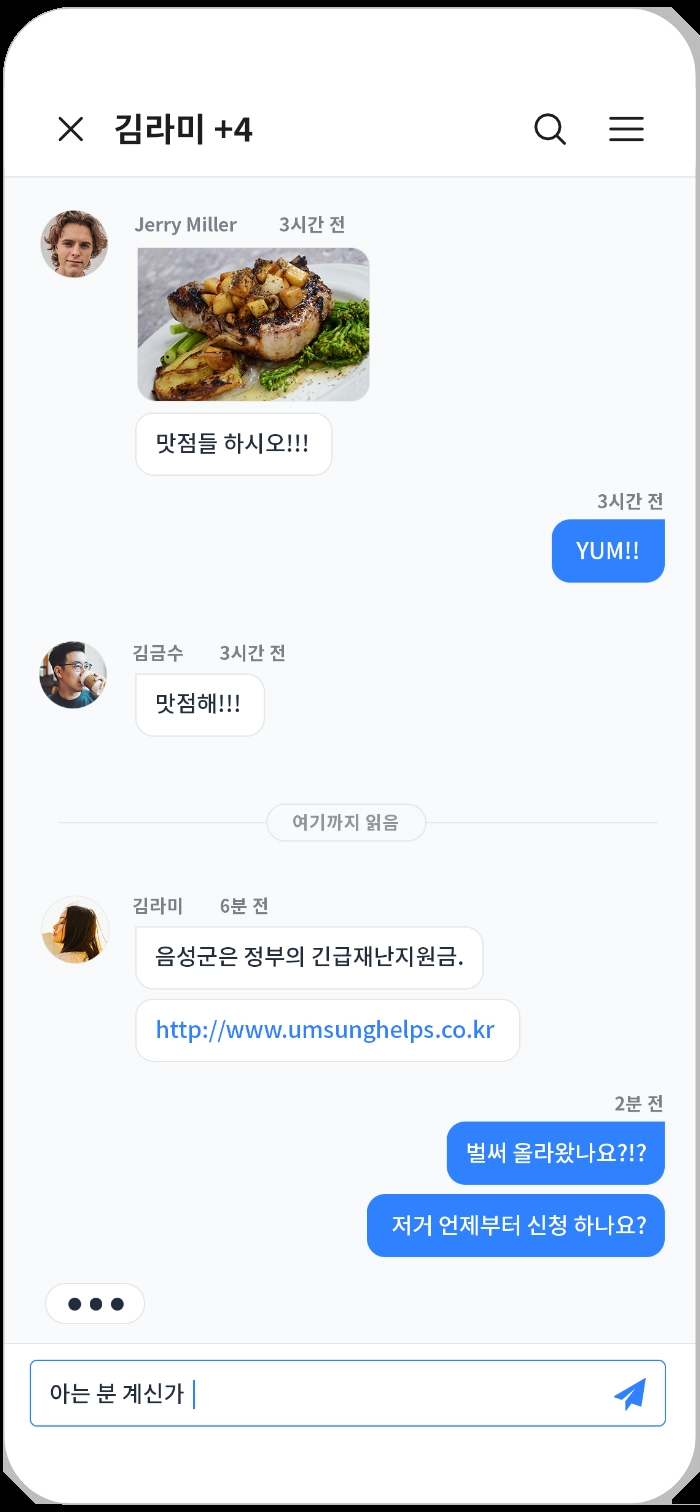 김라미 +4
Jerry Miller 3시간 전
맛점들 하시오!!!
3시간 전
YUM!!
김금수 3시간 전
맛점해!!!
여기까지 읽음
김라미 6분 전
음성군은 정부의 긴급재난지원금.
http://www.umsunghelps.co.kr
2분 전
벌써 올라왔나요?!?
저거 언제부터 신청 하나요?
아는 분 계신가